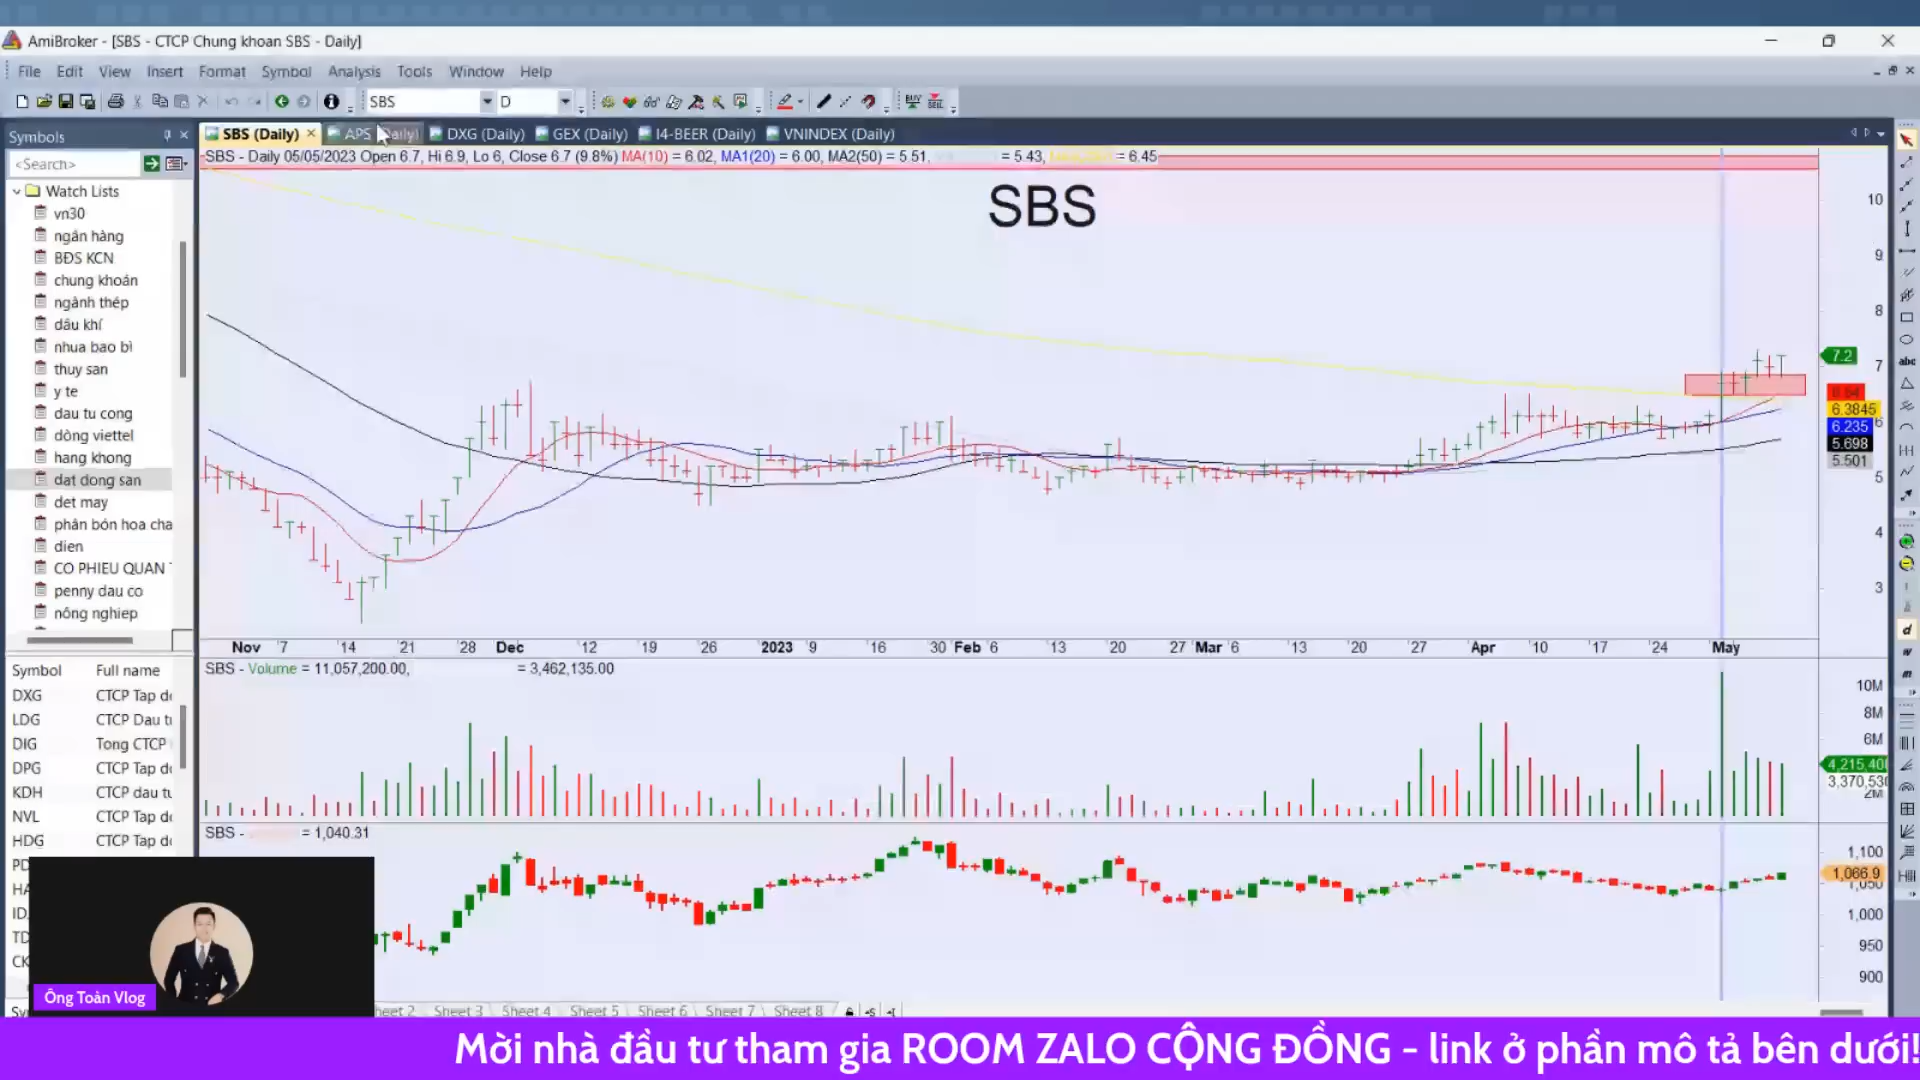 AmiBroker - [SBS - CTCP Chung khoan SBS - Daily]
File Edit View Insert Format Symbol Analysis Tools Window Help
SBS D
Symbols
<Search>
Watch Lists
vn30
ngân hàng
BĐS KCN
chung khoán
ngành thép
dầu khí
nhua bao bì
thuy san
y te
dau tu cong
dòng viettel
hang khong
dat dong san
det may
phân bón hoa cha
dien
CO PHIEU QUAN
penny dau co
nông nghiep
Symbol Full name
DXG CTCP Tap do
LDG CTCP Dau tu
DIG Tong CTCP
DPG CTCP Tap do
KDH CTCP dau tu
NVL CTCP Tap do
HDG CTCP Tap do
SBS (Daily) APS (Daily) DXG (Daily) GEX (Daily) I4-BEER (Daily) VNINDEX (Daily)
SBS - Daily 05/05/2023 Open 6.7, Hi 6.9, Lo 6, Close 6.7 (9.8%) MA(10) = 6.02, MA1(20) = 6.00, MA2(50) = 5.51, = 5.43, = 6.45
SBS
10
9
8
7.2
7
6.3845
6
6.235
5.698
5.501
5
4
3
Nov 7 14 21 28 Dec 12 19 26 2023 9 16 30 Feb 6 13 20 27 Mar 6 13 20 27 Apr 10 17 24 May
SBS - Volume = 11,057,200.00, = 3,462,135.00
10M
8M
6M
4,215,40
3,370,530
2M
SBS - = 1,040.31
1,100
1,066.9
1,050
1,000
950
900
Sheet 3 Sheet 4 Sheet 5 Sheet 6 Sheet 7 Sheet 8
Ông Toàn Vlog
Mời nhà đầu tư tham gia ROOM ZALO CỘNG ĐỒNG - link ở phần mô tả bên dưới!